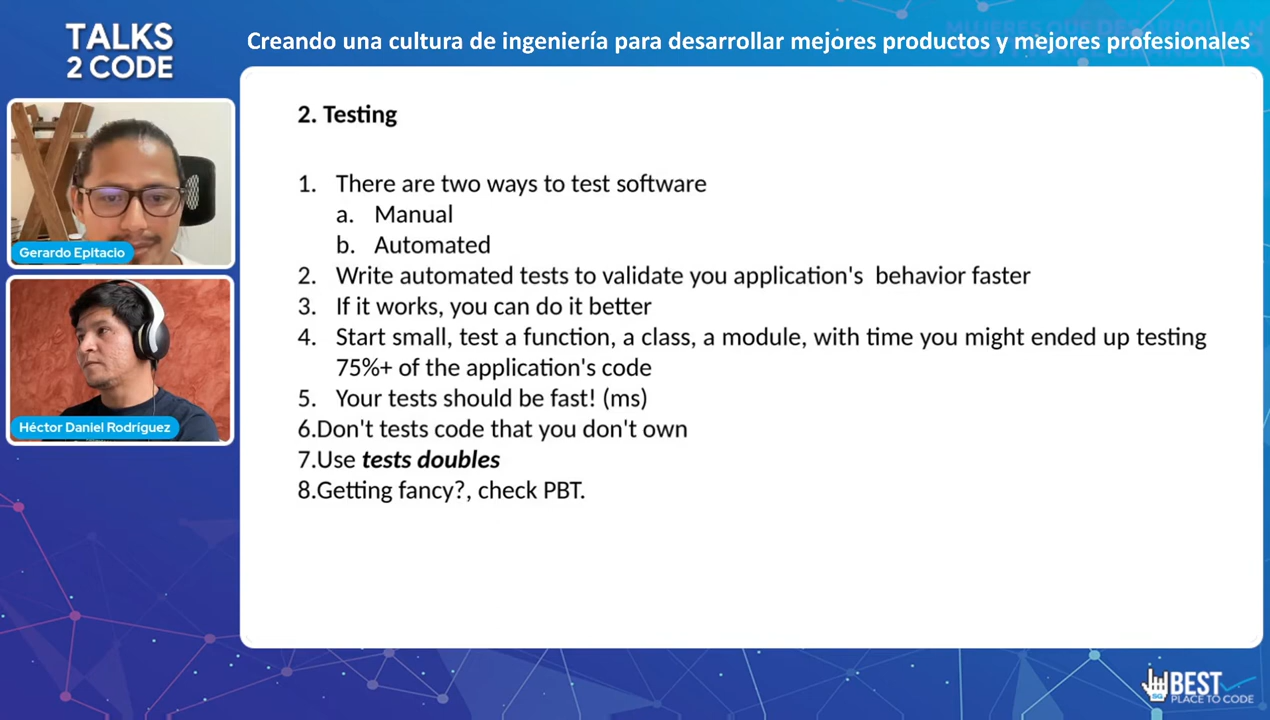 TALKS
2 CODE
Creando una cultura de ingeniería para desarrollar mejores productos y mejores profesionales
Gerardo Epitacio
Héctor Daniel Rodríguez
2. Testing
1. There are two ways to test software
a. Manual
b. Automated
2. Write automated tests to validate you application's  behavior faster
3. If it works, you can do it better
4. Start small, test a function, a class, a module, with time you might ended up testing
75%+ of the application's code
5. Your tests should be fast! (ms)
6.Don't tests code that you don't own
7.Use tests doubles
8.Getting fancy?, check PBT.
SG
BEST
PLACE TO CODE